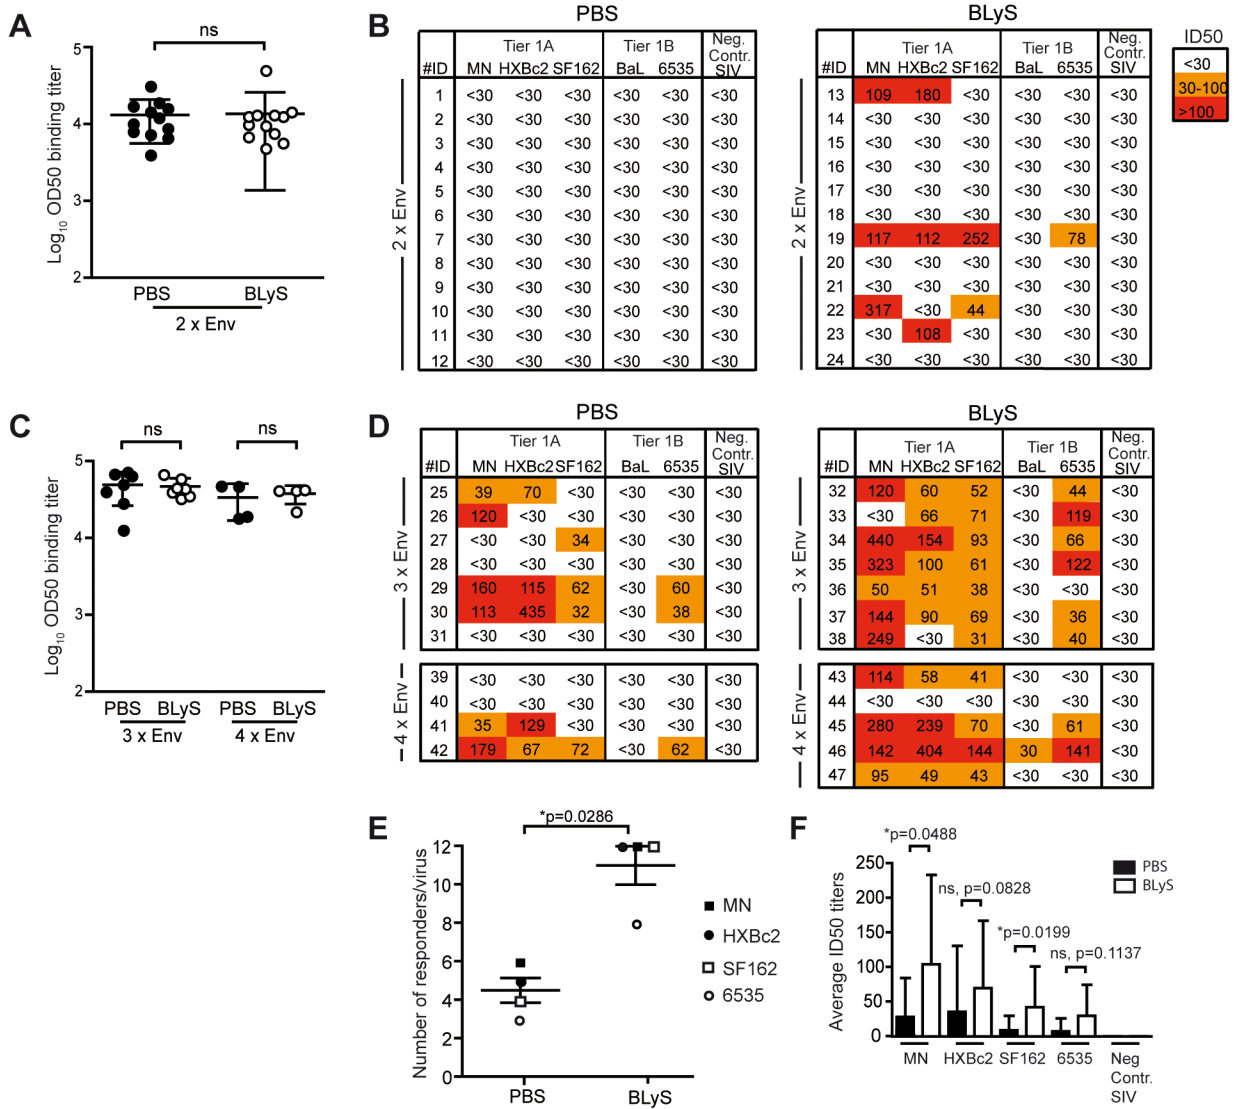 A
ns
Log10 OD50 binding titer
5
4
3
2
PBS BLyS
2 x Env
B
PBS
Tier 1A Tier 1B Neg. Contr. SIV
#ID MN HXBc2 SF162 BaL 6535
2 x Env
1 <30 <30 <30 <30 <30 <30
2 <30 <30 <30 <30 <30 <30
3 <30 <30 <30 <30 <30 <30
4 <30 <30 <30 <30 <30 <30
5 <30 <30 <30 <30 <30 <30
6 <30 <30 <30 <30 <30 <30
7 <30 <30 <30 <30 <30 <30
8 <30 <30 <30 <30 <30 <30
9 <30 <30 <30 <30 <30 <30
10 <30 <30 <30 <30 <30 <30
11 <30 <30 <30 <30 <30 <30
12 <30 <30 <30 <30 <30 <30
BLyS
Tier 1A Tier 1B Neg. Contr. SIV
#ID MN HXBc2 SF162 BaL 6535
2 x Env
13 109 180 <30 <30 <30 <30
14 <30 <30 <30 <30 <30 <30
15 <30 <30 <30 <30 <30 <30
16 <30 <30 <30 <30 <30 <30
17 <30 <30 <30 <30 <30 <30
18 <30 <30 <30 <30 <30 <30
19 117 112 252 <30 78 <30
20 <30 <30 <30 <30 <30 <30
21 <30 <30 <30 <30 <30 <30
22 317 <30 44 <30 <30 <30
23 <30 108 <30 <30 <30 <30
24 <30 <30 <30 <30 <30 <30
ID50
<30
30-100
>100
C
ns ns
Log10 OD50 binding titer
5
4
3
2
PBS BLyS PBS BLyS
3 x Env 4 x Env
D
PBS
Tier 1A Tier 1B Neg. Contr. SIV
#ID MN HXBc2 SF162 BaL 6535
3 x Env
25 39 70 <30 <30 <30 <30
26 120 <30 <30 <30 <30 <30
27 <30 <30 34 <30 <30 <30
28 <30 <30 <30 <30 <30 <30
29 160 115 62 <30 60 <30
30 113 435 32 <30 38 <30
31 <30 <30 <30 <30 <30 <30
4 x Env
39 <30 <30 <30 <30 <30 <30
40 <30 <30 <30 <30 <30 <30
41 35 129 <30 <30 <30 <30
42 179 67 72 <30 62 <30
BLyS
Tier 1A Tier 1B Neg. Contr. SIV
#ID MN HXBc2 SF162 BaL 6535
3 x Env
32 120 60 52 <30 44 <30
33 <30 66 71 <30 119 <30
34 440 154 93 <30 66 <30
35 323 100 61 <30 122 <30
36 50 51 38 <30 <30 <30
37 144 90 69 <30 36 <30
38 249 <30 31 <30 40 <30
4 x Env
43 114 58 41 <30 <30 <30
44 <30 <30 <30 <30 <30 <30
45 280 239 70 <30 61 <30
46 142 404 144 30 141 <30
47 95 49 43 <30 <30 <30
E
*p=0.0286
Number of responders/virus
12
10
8
6
4
2
0
PBS BLyS
MN
HXBc2
SF162
6535
F
*p=0.0488
ns, p=0.0828
*p=0.0199
ns, p=0.1137
PBS
BLyS
Average ID50 titers
250
200
150
100
50
0
MN HXBc2 SF162 6535 Neg
Contr.
SIV